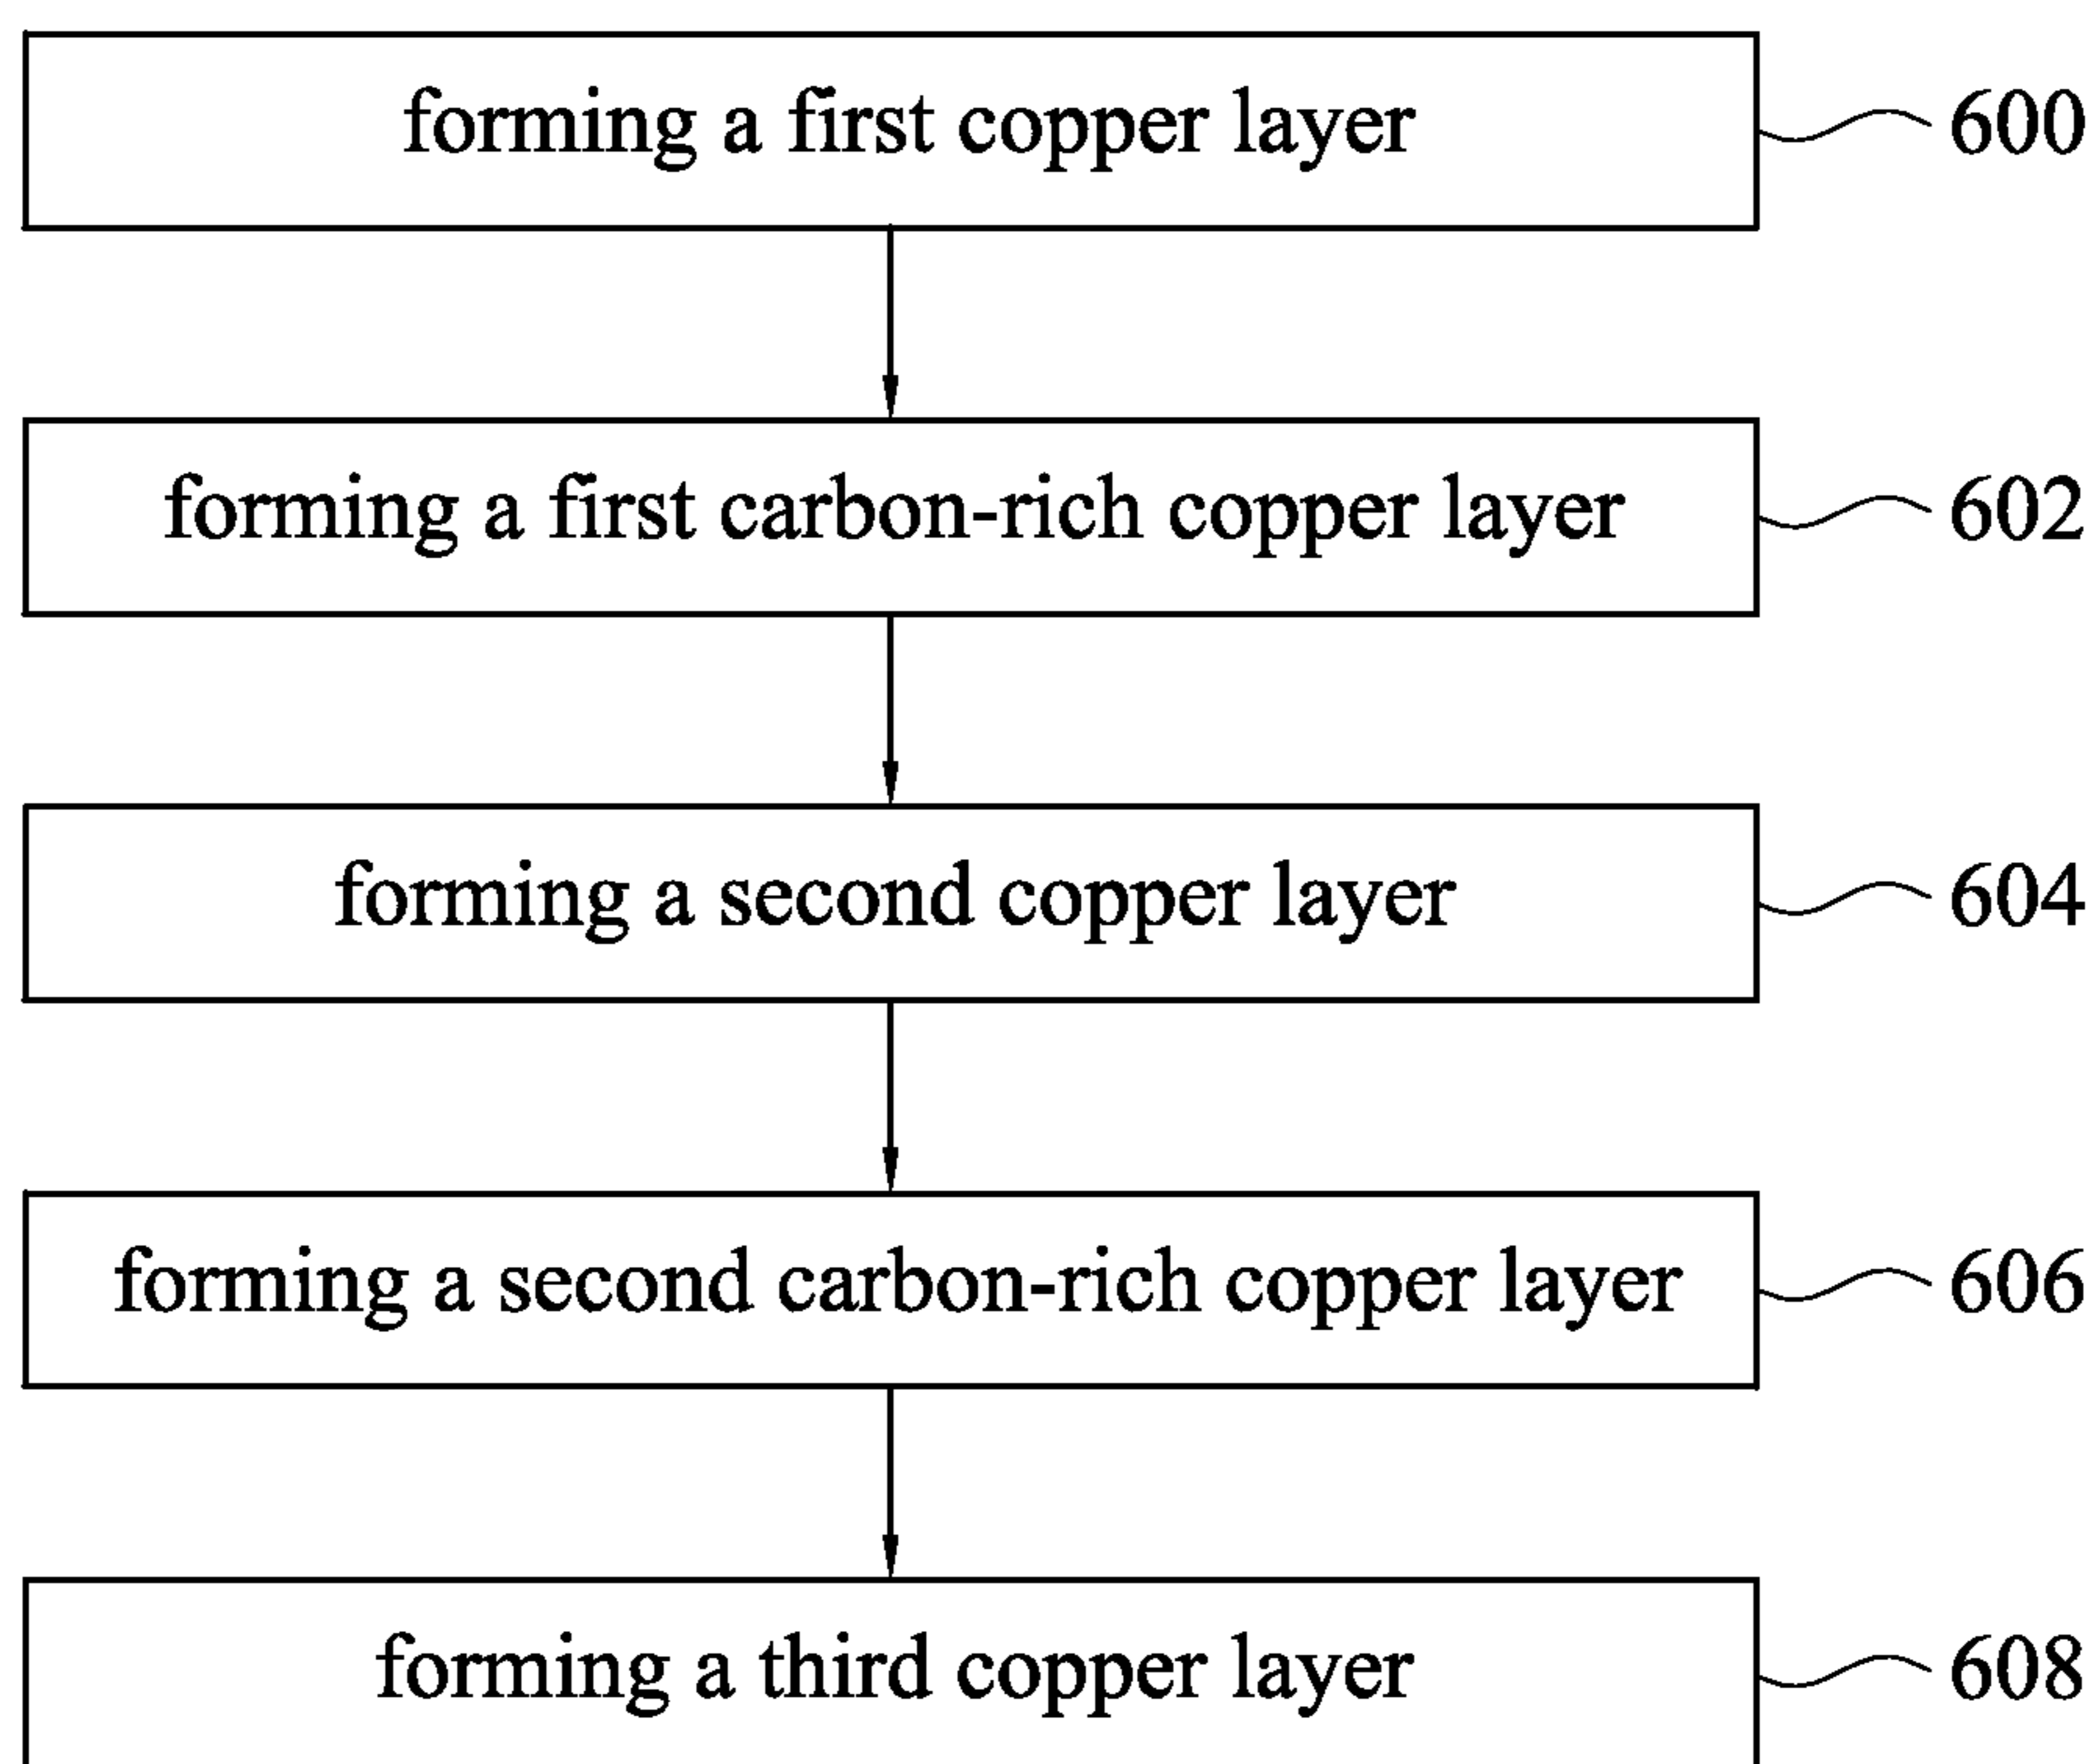 forming a first copper layer 600
forming a first carbon-rich copper layer 602
forming a second copper layer 604
forming a second carbon-rich copper layer 606
forming a third copper layer 608